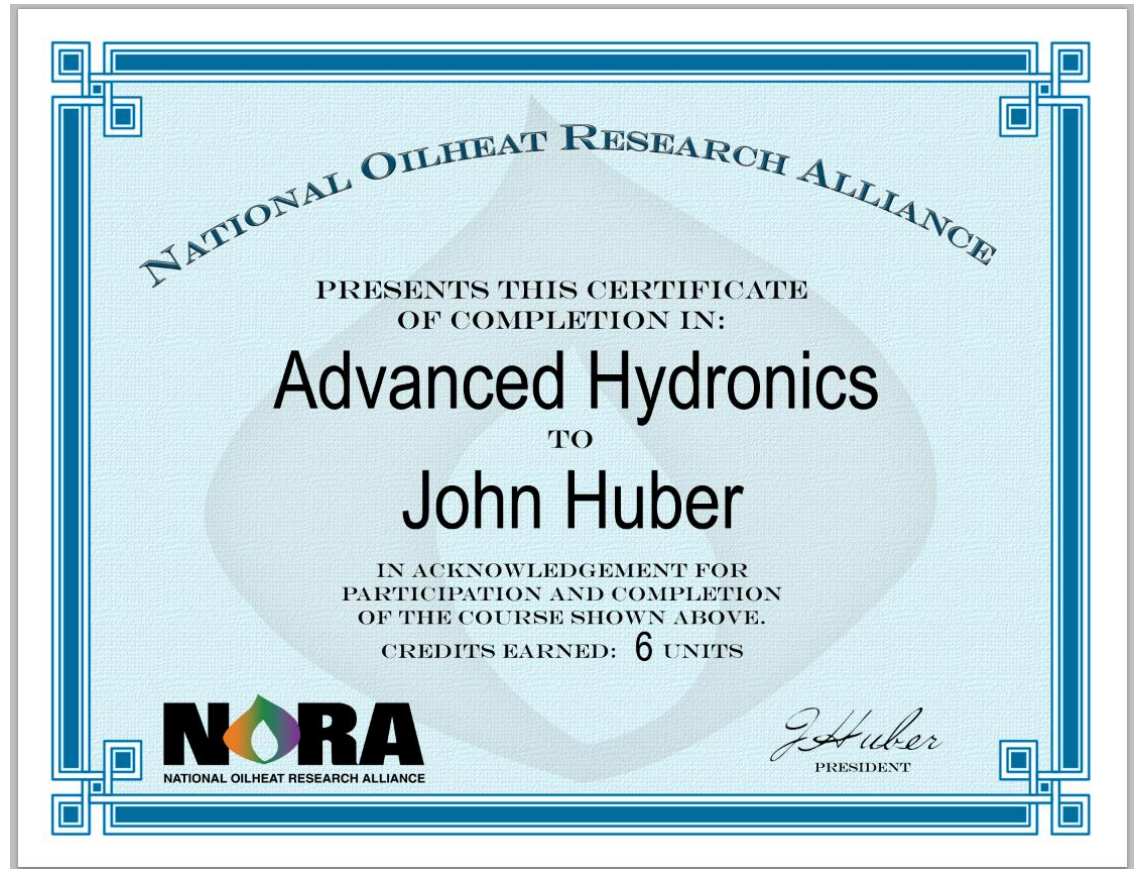 NATIONAL OILHEAT RESEARCH ALLIANCE
PRESENTS THIS CERTIFICATE
OF COMPLETION IN:
Advanced Hydronics
TO
John Huber
IN ACKNOWLEDGEMENT FOR
PARTICIPATION AND COMPLETION
OF THE COURSE SHOWN ABOVE.
CREDITS EARNED: 6 UNITS
NORA
NATIONAL OILHEAT RESEARCH ALLIANCE
JHuber
PRESIDENT